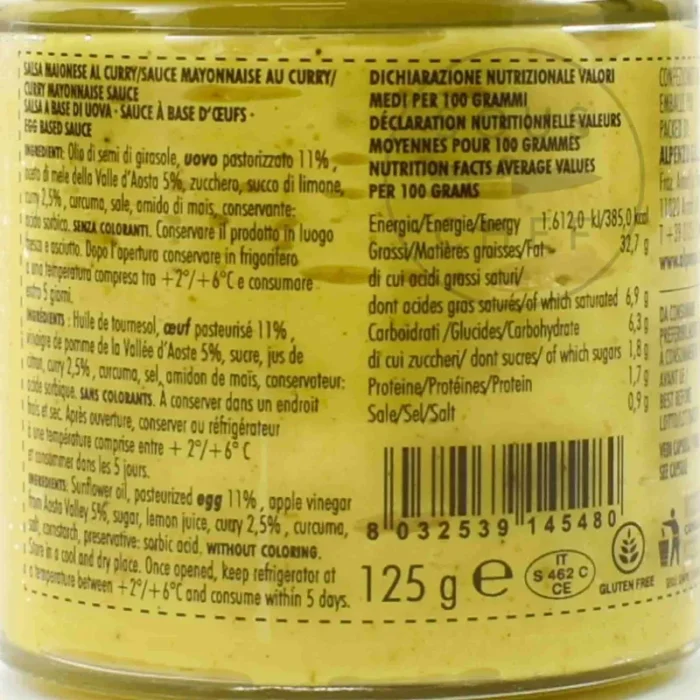 SALSA MAIONESE AL CURRY/SAUCE MAYONNAISE AU CURRY/
CURRY MAYONNAISE SAUCE
SALSA A BASE DI UOVA · SAUCE À BASE D'ŒUFS ·
EGG BASED SAUCE
INGREDIENTI: Olio di semi di girasole, uovo pastorizzato 11%,
aceto di mele della Valle d'Aosta 5%, zucchero, succo di limone,
curry 2,5%, curcuma, sale, amido di mais, conservante:
acido sorbico. SENZA COLORANTI. Conservare il prodotto in luogo
fresco e asciutto. Dopo l'apertura conservare in frigorifero
a una temperatura compresa tra +2°/+6°C e consumare
entro 5 giorni.
INGRÉDIENTS: Huile de tournesol, œuf pasteurisé 11%,
vinaigre de pomme de la Vallée d'Aoste 5%, sucre, jus de
citron, curry 2,5%, curcuma, sel, amidon de maïs, conservateur:
acide sorbique. SANS COLORANTS. À conserver dans un endroit
frais et sec. Après ouverture, conserver au réfrigérateur
à une température comprise entre +2°/+6°C
et consommer dans les 5 jours.
INGREDIENTS: Sunflower oil, pasteurized egg 11%, apple vinegar
from Aosta Valley 5%, sugar, lemon juice, curry 2,5%, curcuma,
salt, cornstarch, preservative: sorbic acid. WITHOUT COLORING.
Store in a cool and dry place. Once opened, keep refrigerator at
a temperature between +2°/+6°C and consume within 5 days.
DICHIARAZIONE NUTRIZIONALE VALORI
MEDI PER 100 GRAMMI
DÉCLARATION NUTRITIONNELLE VALEURS
MOYENNES POUR 100 GRAMMES
NUTRITION FACTS AVERAGE VALUES
PER 100 GRAMS
Energia/Energie/Energy 1.612,0 kJ/385,0 kcal
Grassi/Matières graisses/Fat 32,7 g
di cui acidi grassi saturi/
dont acides gras saturés/of which saturated 6,9 g
Carboidrati/Glucides/Carbohydrate 6,3 g
di cui zuccheri/ dont sucres/ of which sugars 1,8 g
Proteine/Protéines/Protein 1,7 g
Sale/Sel/Salt 0,9 g
8 032539 145480
125 g e
IT
S 462 C
CE
GLUTEN FREE